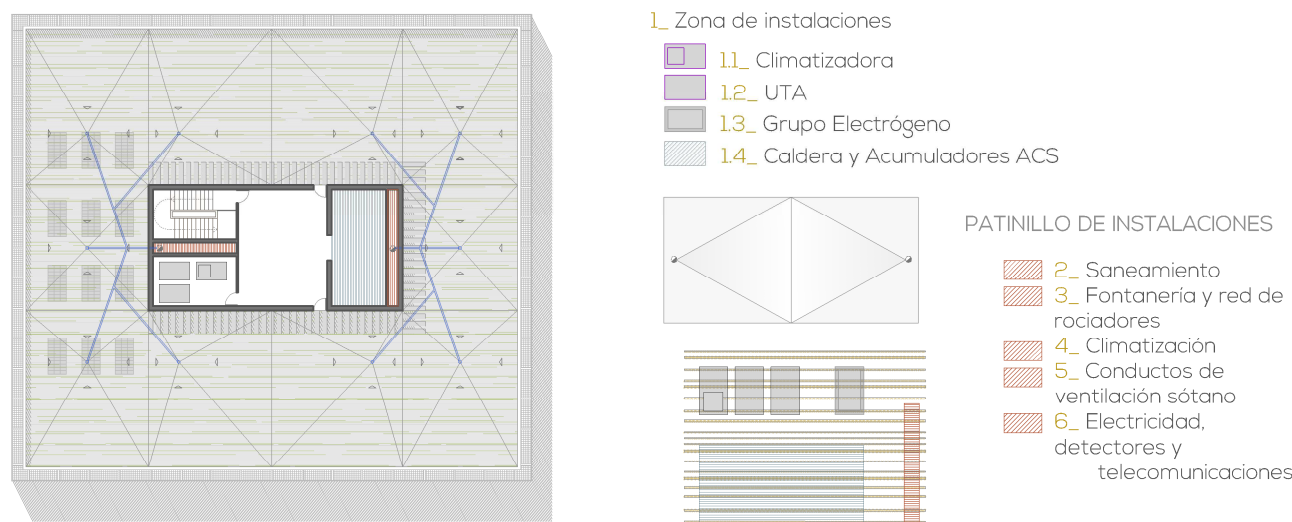 1_ Zona de instalaciones
1.1_ Climatizadora
1.2_ UTA
1.3_ Grupo Electrógeno
1.4_ Caldera y Acumuladores ACS
PATINILLO DE INSTALACIONES
2_ Saneamiento
3_ Fontanería y red de
rociadores
4_ Climatización
5_ Conductos de
ventilación sótano
6_ Electricidad,
detectores y
telecomunicaciones